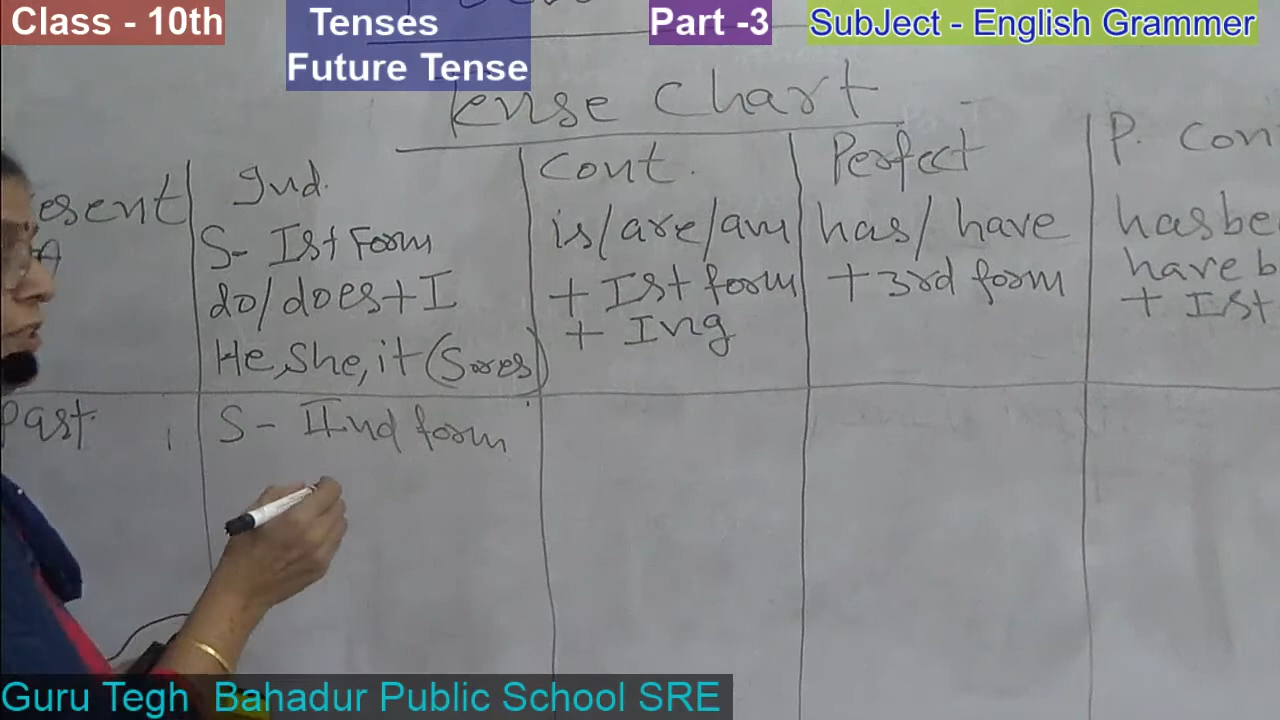 Class - 10th
Tenses
Future Tense
Part -3
SubJect - English Grammer
Tense Chart
Ind.
Cont.
Perfect
P. Con
esent
S- Ist Form
do/does+I
He, She, it (S or es)
is/are/am
+ Ist form
+ Ing
has/ have
+ 3rd form
has be
have b
+ Ist
Past
S- IInd form
Guru Tegh Bahadur Public School SRE